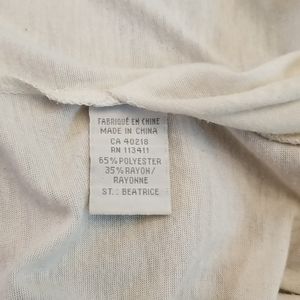 FABRIQUÉ EN CHINE
MADE IN CHINA
CA 40218
RN 113411
65% POLYESTER
35% RAYON/
RAYONNE
ST.: BEATRICE